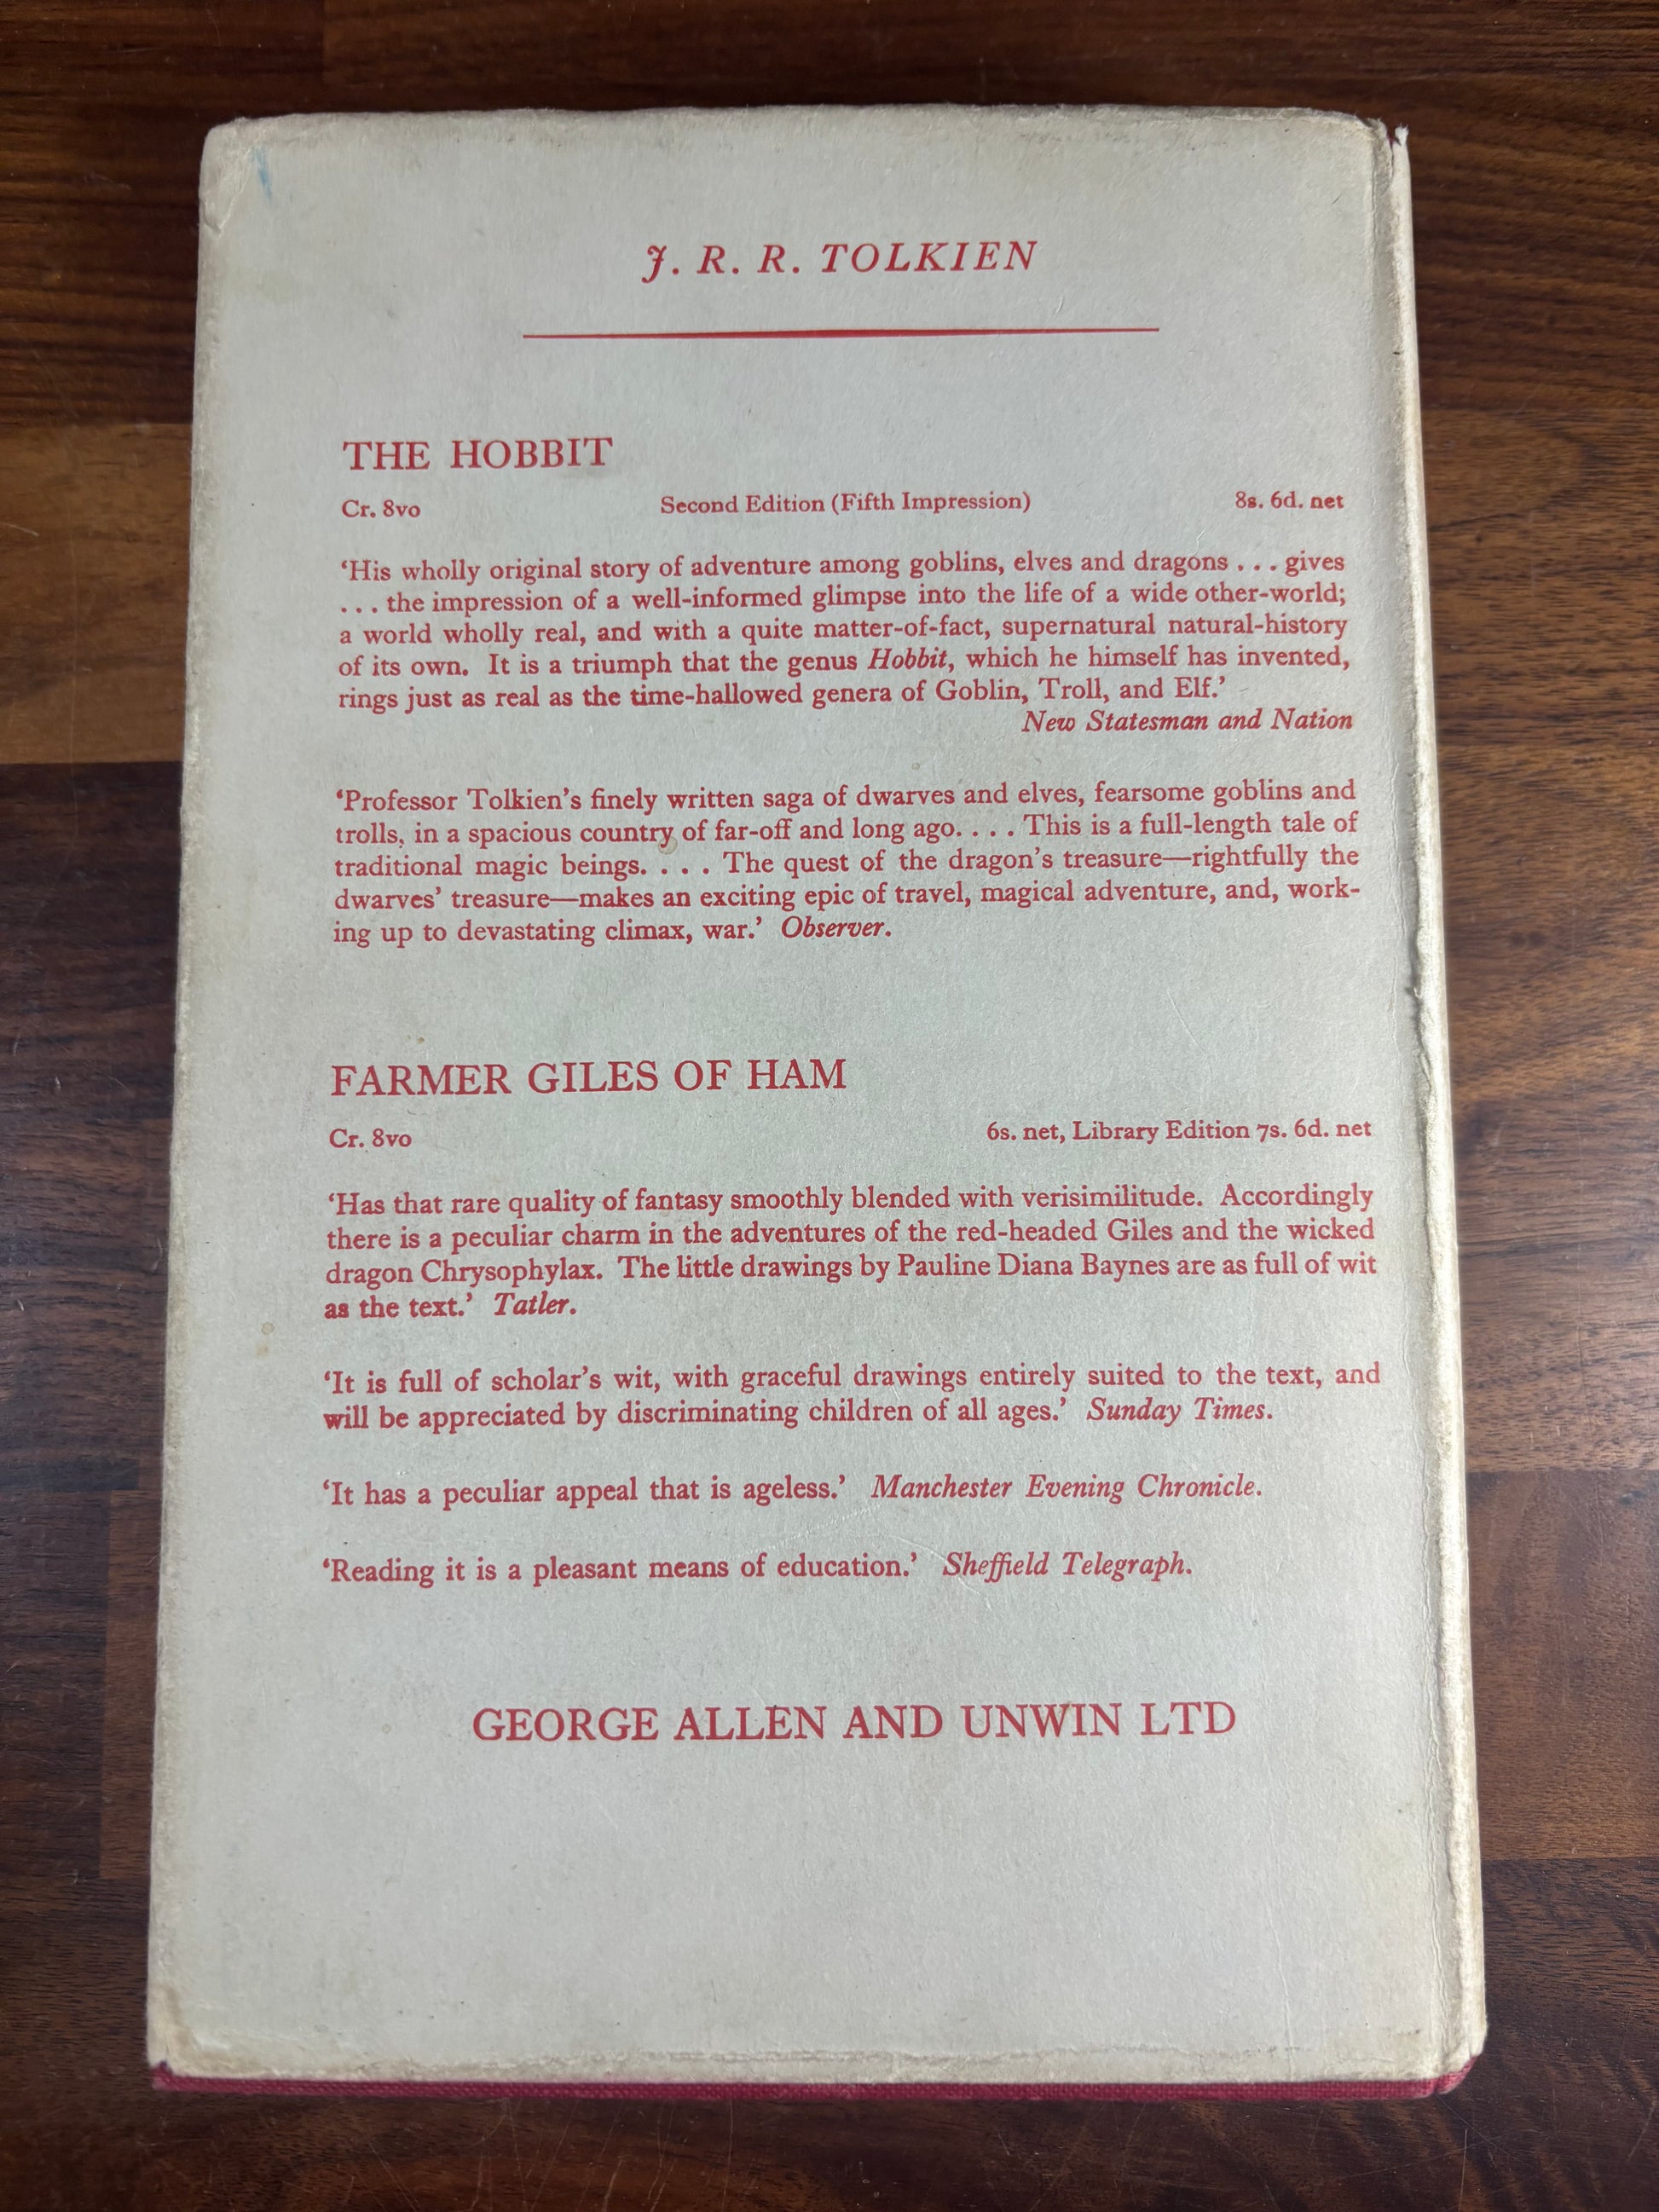 J. R. R. TOLKIEN
THE HOBBIT
Cr. 8vo Second Edition (Fifth Impression) 8s. 6d. net
‘His wholly original story of adventure among goblins, elves and dragons . . . gives
. . . the impression of a well-informed glimpse into the life of a wide other-world;
a world wholly real, and with a quite matter-of-fact, supernatural natural-history
of its own. It is a triumph that the genus Hobbit, which he himself has invented,
rings just as real as the time-hallowed genera of Goblin, Troll, and Elf.’
New Statesman and Nation
‘Professor Tolkien’s finely written saga of dwarves and elves, fearsome goblins and
trolls, in a spacious country of far-off and long ago. . . . This is a full-length tale of
traditional magic beings. . . . The quest of the dragon’s treasure—rightfully the
dwarves’ treasure—makes an exciting epic of travel, magical adventure, and, work-
ing up to devastating climax, war.’ Observer.
FARMER GILES OF HAM
Cr. 8vo 6s. net, Library Edition 7s. 6d. net
‘Has that rare quality of fantasy smoothly blended with verisimilitude. Accordingly
there is a peculiar charm in the adventures of the red-headed Giles and the wicked
dragon Chrysophylax. The little drawings by Pauline Diana Baynes are as full of wit
as the text.’ Tatler.
‘It is full of scholar’s wit, with graceful drawings entirely suited to the text, and
will be appreciated by discriminating children of all ages.’ Sunday Times.
‘It has a peculiar appeal that is ageless.’ Manchester Evening Chronicle.
‘Reading it is a pleasant means of education.’ Sheffield Telegraph.
GEORGE ALLEN AND UNWIN LTD